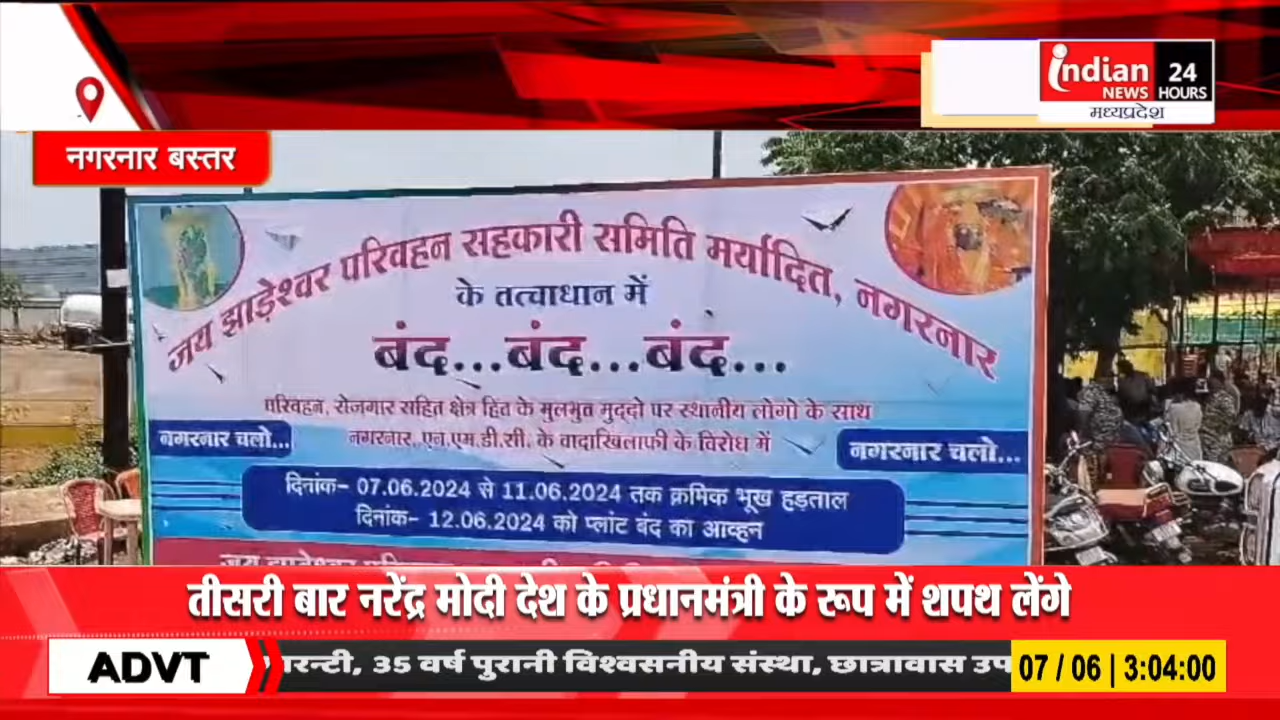 indian
NEWS
24
HOURS
मध्यप्रदेश
नगरनार बस्तर
जय झाड़ेश्वर परिवहन सहकारी समिति मर्यादित, नगरनार
के तत्वाधान में
बंद...बंद...बंद...
परिवहन, रोजगार सहित क्षेत्र हित के मुलभुत मुद्दो पर स्थानीय लोगो के साथ
नगरनार, एन.एम.डी.सी. के वादाखिलाफी के विरोध में
नगरनार चलो...
नगरनार चलो...
दिनांक- 07.06.2024 से 11.06.2024 तक क्रमिक भूख हड़ताल
दिनांक- 12.06.2024 को प्लांट बंद का आव्हन
तीसरी बार नरेंद्र मोदी देश के प्रधानमंत्री के रूप में शपथ लेंगे
ADVT
रन्टी, 35 वर्ष पुरानी विश्वसनीय संस्था, छात्रावास उप
07 / 06 | 3:04:00